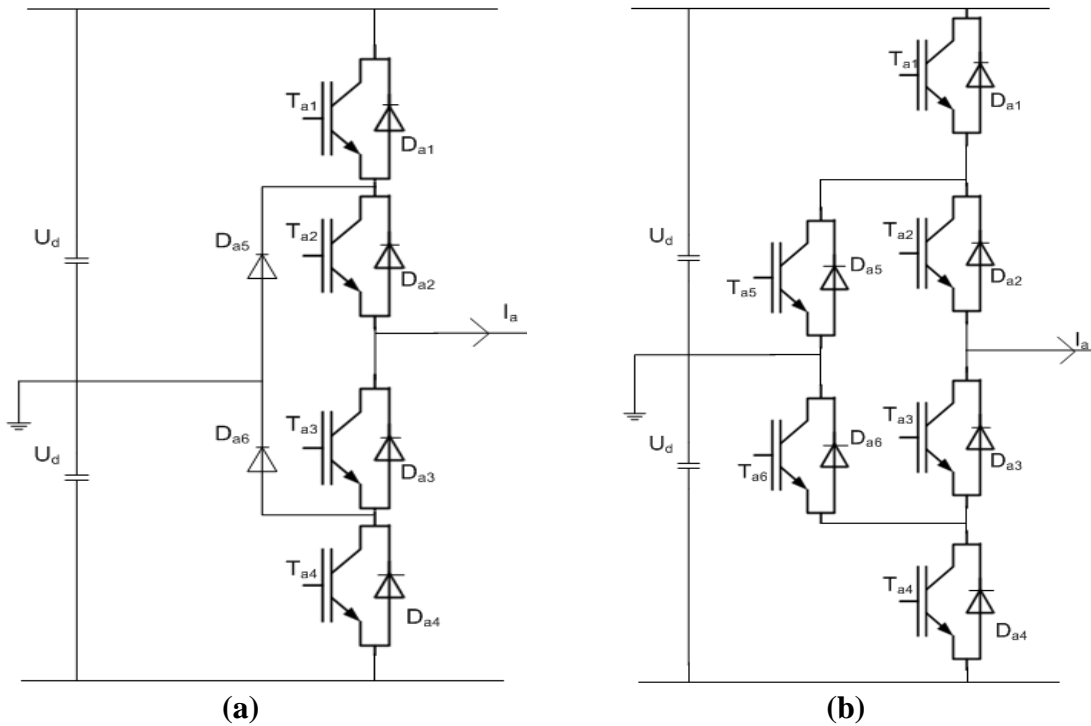 Ta1
Da1
Da5
Ta2
Da2
Ud
Ia
Da6
Ta3
Da3
Ud
Ta4
Da4
(a)
Ta1
Da1
Ta2
Da5
Da2
Ud
Ta5
Ia
Da6
Ta3
Da3
Ud
Ta6
Ta4
Da4
(b)